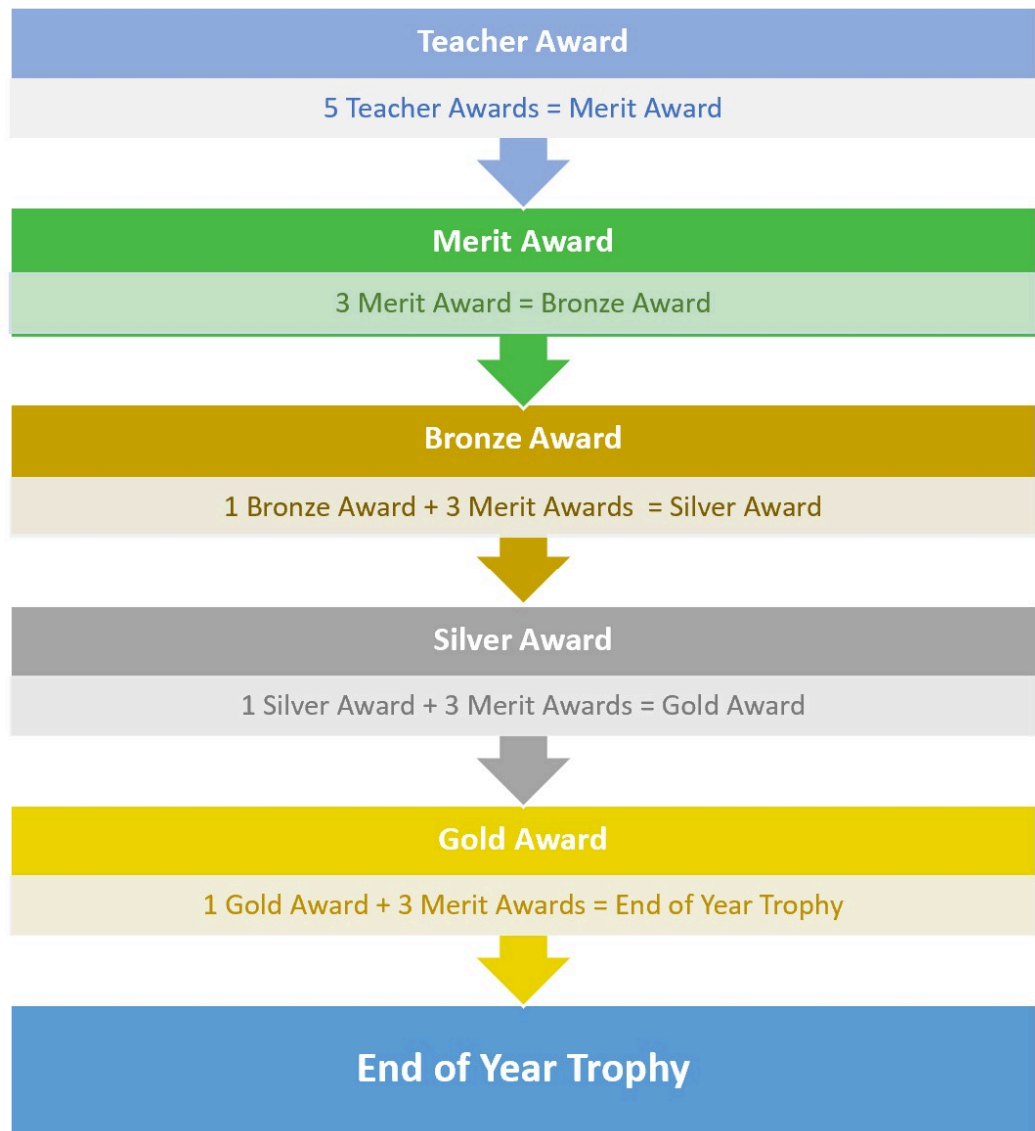 Teacher Award
5 Teacher Awards = Merit Award
Merit Award
3 Merit Award = Bronze Award
Bronze Award
1 Bronze Award + 3 Merit Awards  = Silver Award
Silver Award
1 Silver Award + 3 Merit Awards = Gold Award
Gold Award
1 Gold Award + 3 Merit Awards = End of Year Trophy
End of Year Trophy